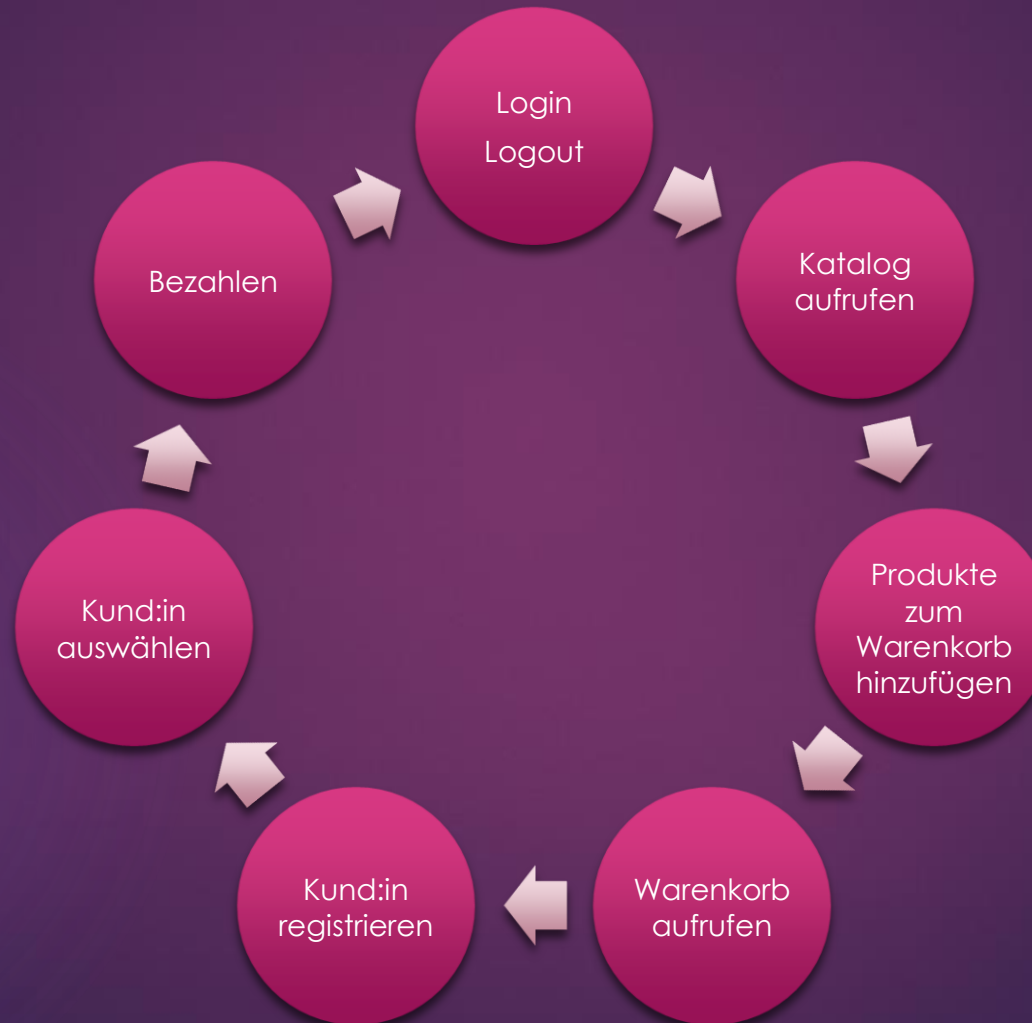 Login
Logout
Katalog
aufrufen
Produkte
zum
Warenkorb
hinzufügen
Warenkorb
aufrufen
Kund:in
registrieren
Kund:in
auswählen
Bezahlen